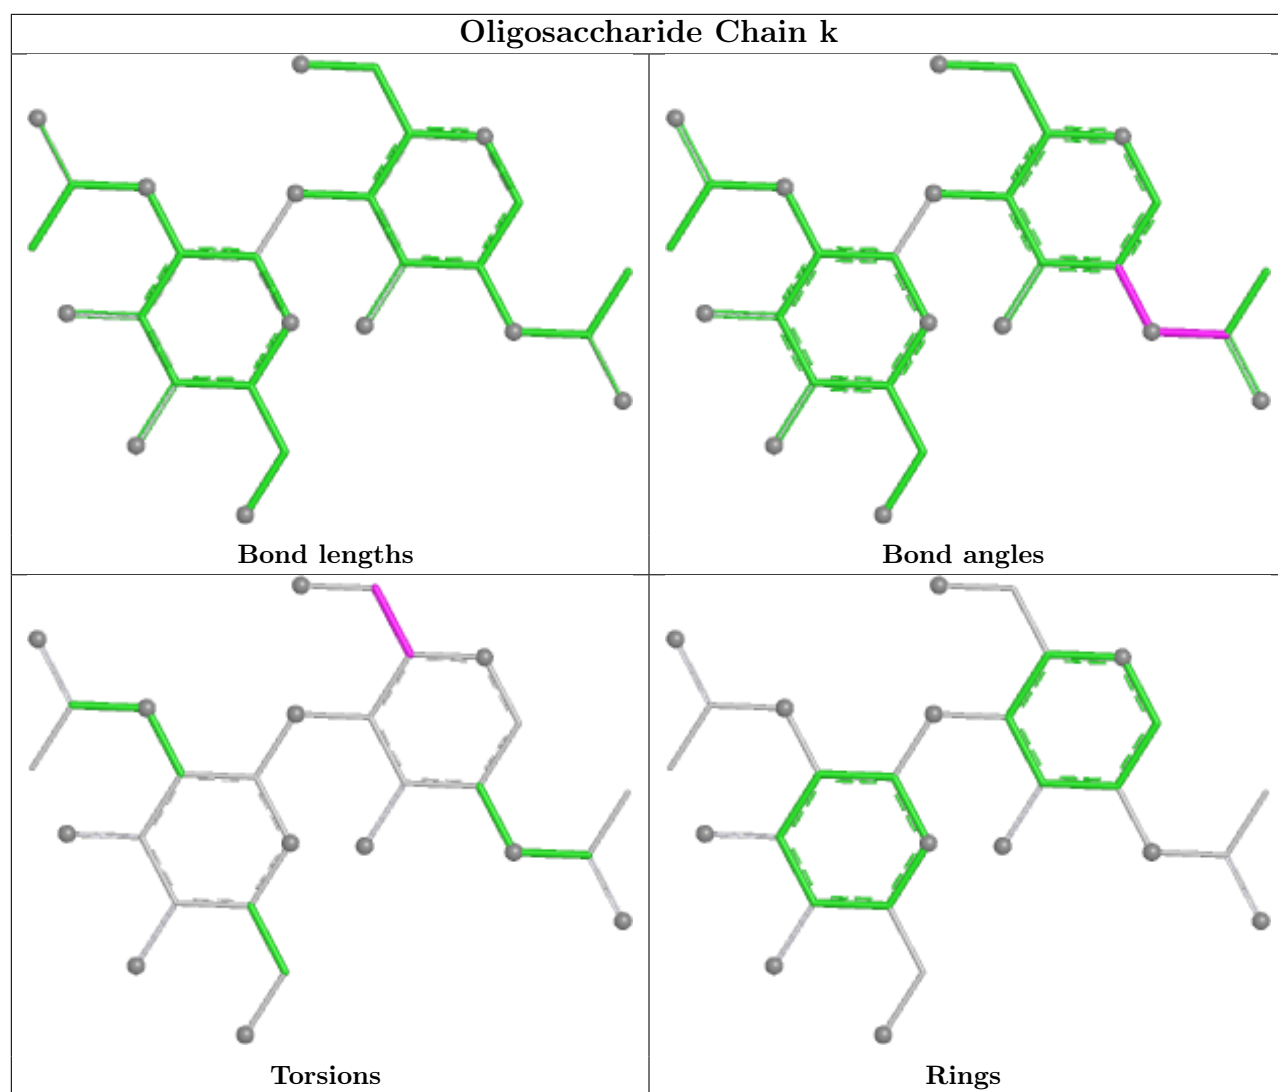 Oligosaccharide Chain k
Bond lengths
Bond angles
Torsions
Rings